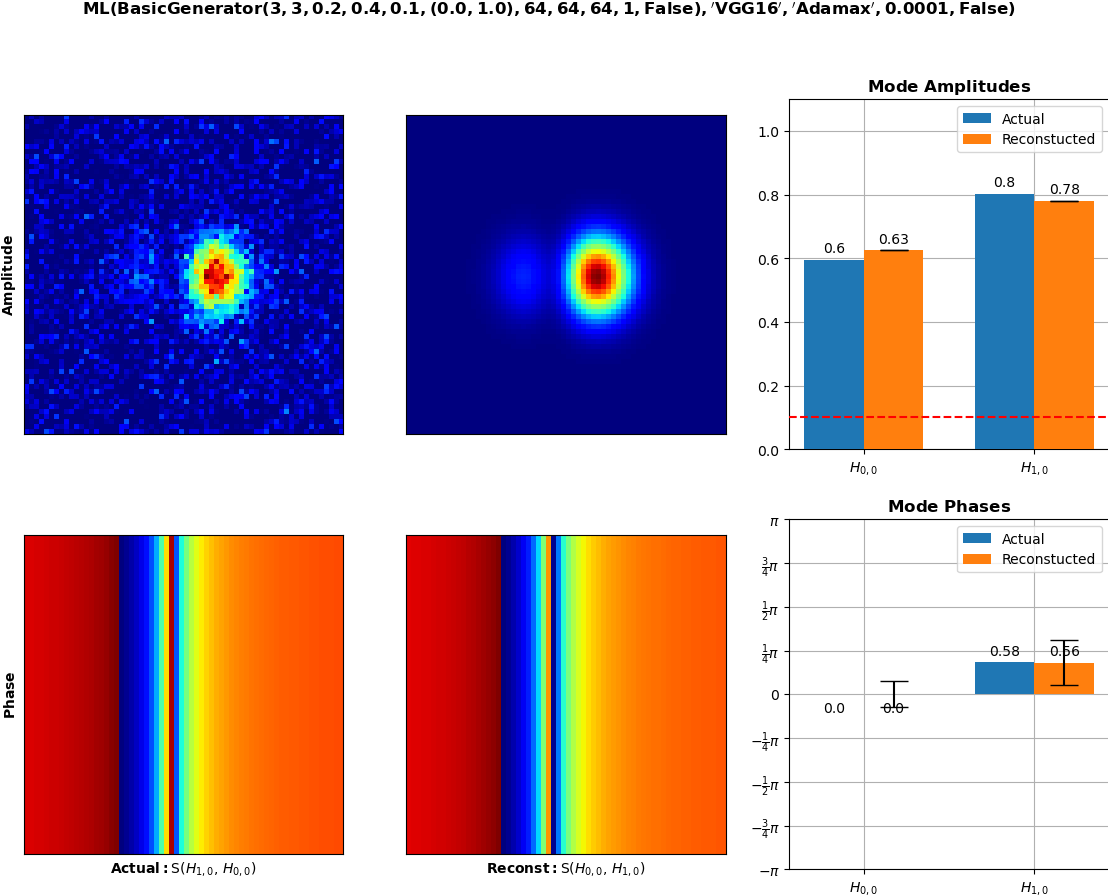 ML(BasicGenerator(3, 3, 0.2, 0.4, 0.1, (0.0, 1.0), 64, 64, 64, 1, False), ′VGG16′, ′Adamax′, 0.0001, False)
Amplitude
Mode Amplitudes
Actual
Reconstucted
1.0
0.8
0.6
0.4
0.2
0.0
0.6
0.63
0.8
0.78
H0, 0
H1, 0
Phase
Actual: S(H1, 0, H0, 0)
Reconst: S(H0, 0, H1, 0)
Mode Phases
Actual
Reconstucted
π
3/4π
1/2π
1/4π
0
−1/4π
−1/2π
−3/4π
−π
0.0
0.0
0.58
0.56
H0, 0
H1, 0